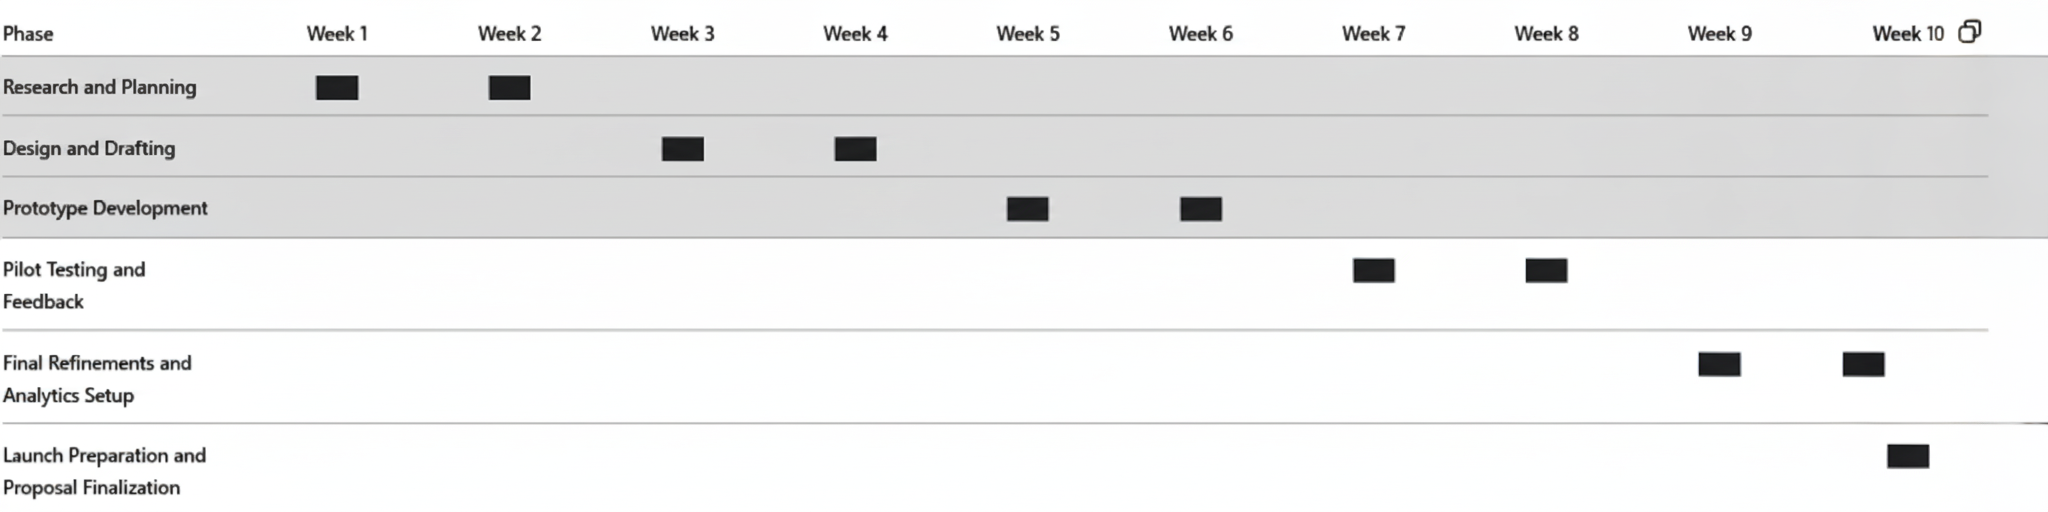 Phase Week 1 Week 2 Week 3 Week 4 Week 5 Week 6 Week 7 Week 8 Week 9 Week 10
Research and Planning
Design and Drafting
Prototype Development
Pilot Testing and
Feedback
Final Refinements and
Analytics Setup
Launch Preparation and
Proposal Finalization